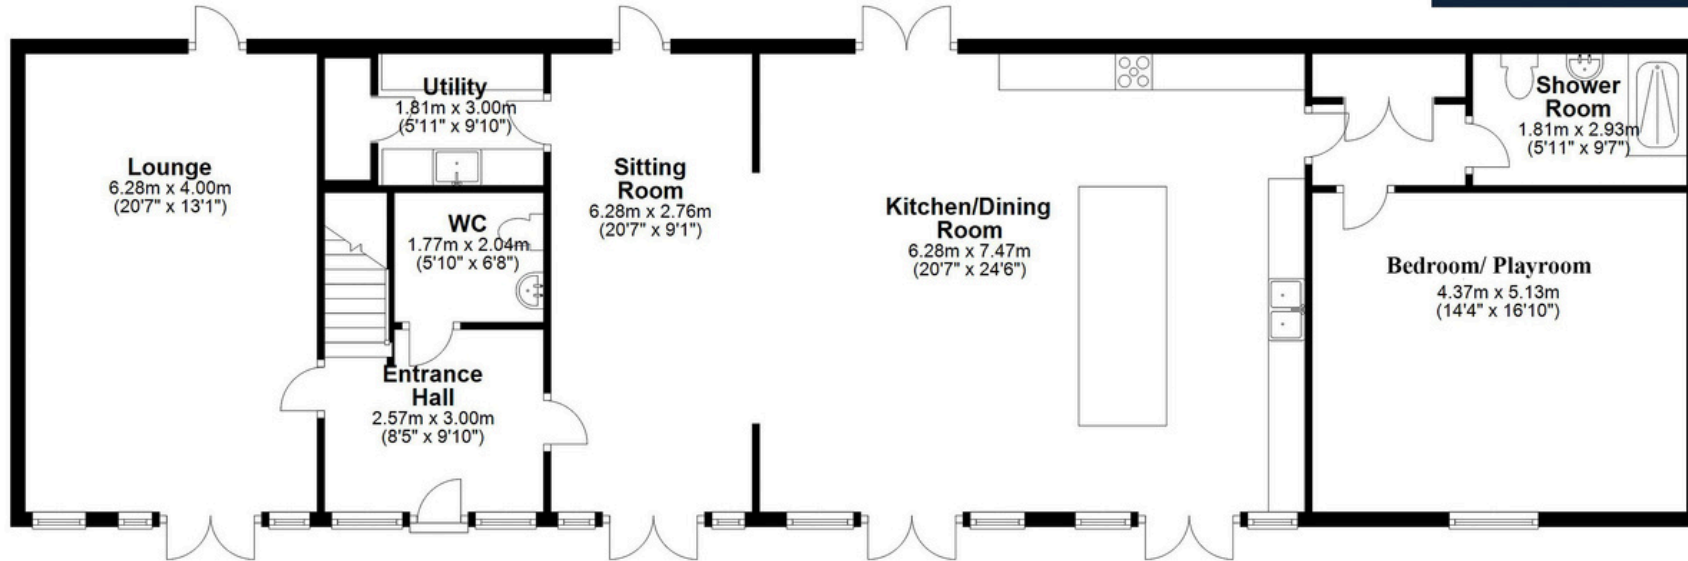 Lounge
6.28m x 4.00m
(20'7" x 13'1")
Utility
1.81m x 3.00m
(5'11" x 9'10")
WC
1.77m x 2.04m
(5'10" x 6'8")
Entrance
Hall
2.57m x 3.00m
(8'5" x 9'10")
Sitting
Room
6.28m x 2.76m
(20'7" x 9'1")
Kitchen/Dining
Room
6.28m x 7.47m
(20'7" x 24'6")
Shower
Room
1.81m x 2.93m
(5'11" x 9'7")
Bedroom/ Playroom
4.37m x 5.13m
(14'4" x 16'10")